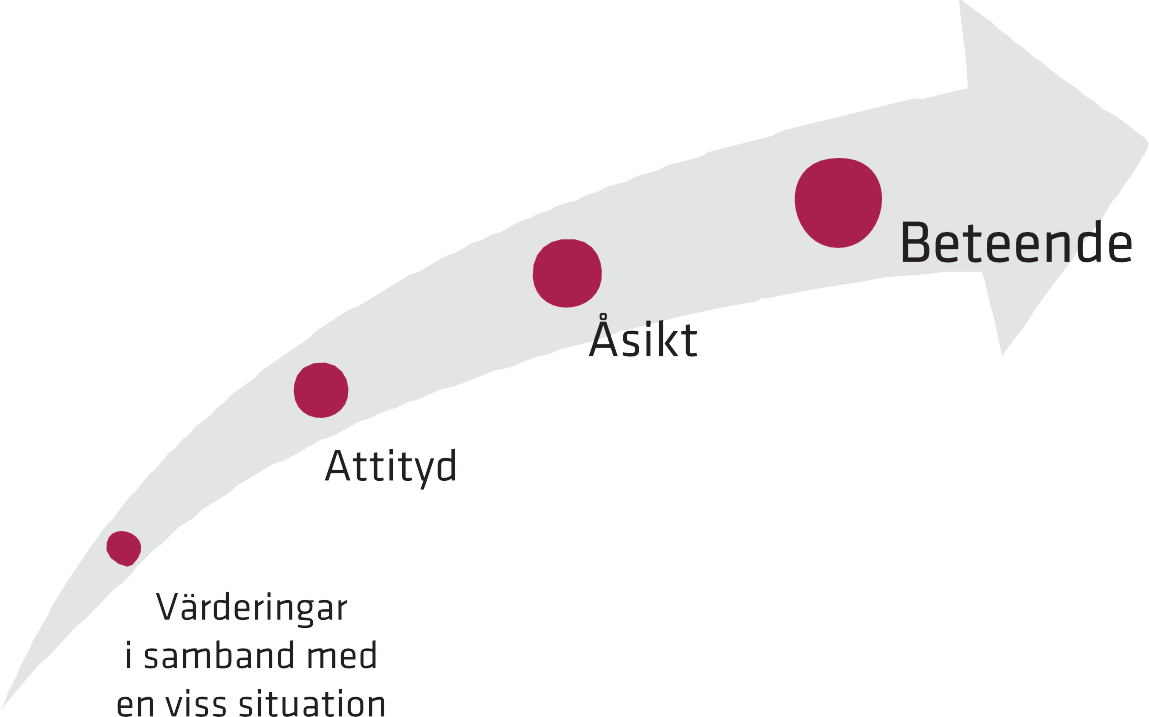 Beteende
Åsikt
Attityd
Värderingar
i samband med
en viss situation